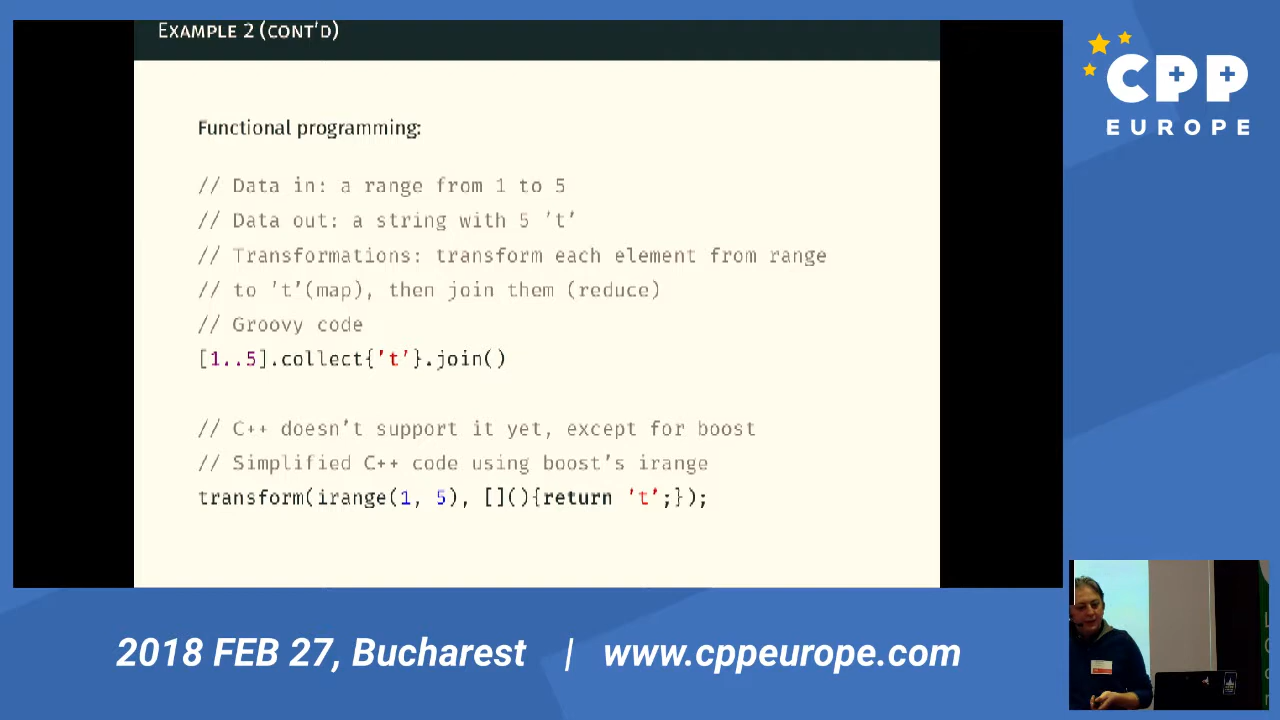 EXAMPLE 2 (CONT'D)
Functional programming:
// Data in: a range from 1 to 5
// Data out: a string with 5 't'
// Transformations: transform each element from range
// to 't'(map), then join them (reduce)
// Groovy code
[1..5].collect{'t'}.join()
// C++ doesn't support it yet, except for boost
// Simplified C++ code using boost's irange
transform(irange(1, 5), [](){return 't';});
CPP
EUROPE
2018 FEB 27, Bucharest | www.cppeurope.com